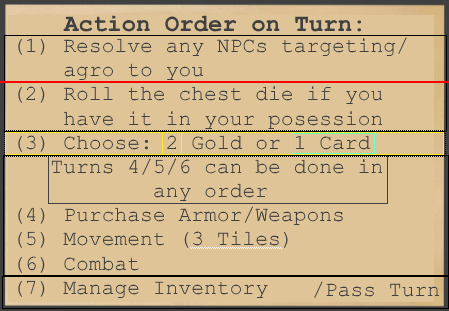 Action Order on Turn:
(1) Resolve any NPCs targeting/
agro to you
(2) Roll the chest die if you
have it in your posession
(3) Choose: 2 Gold or 1 Card
Turns 4/5/6 can be done in
any order
(4) Purchase Armor/Weapons
(5) Movement (3 Tiles)
(6) Combat
(7) Manage Inventory /Pass Turn